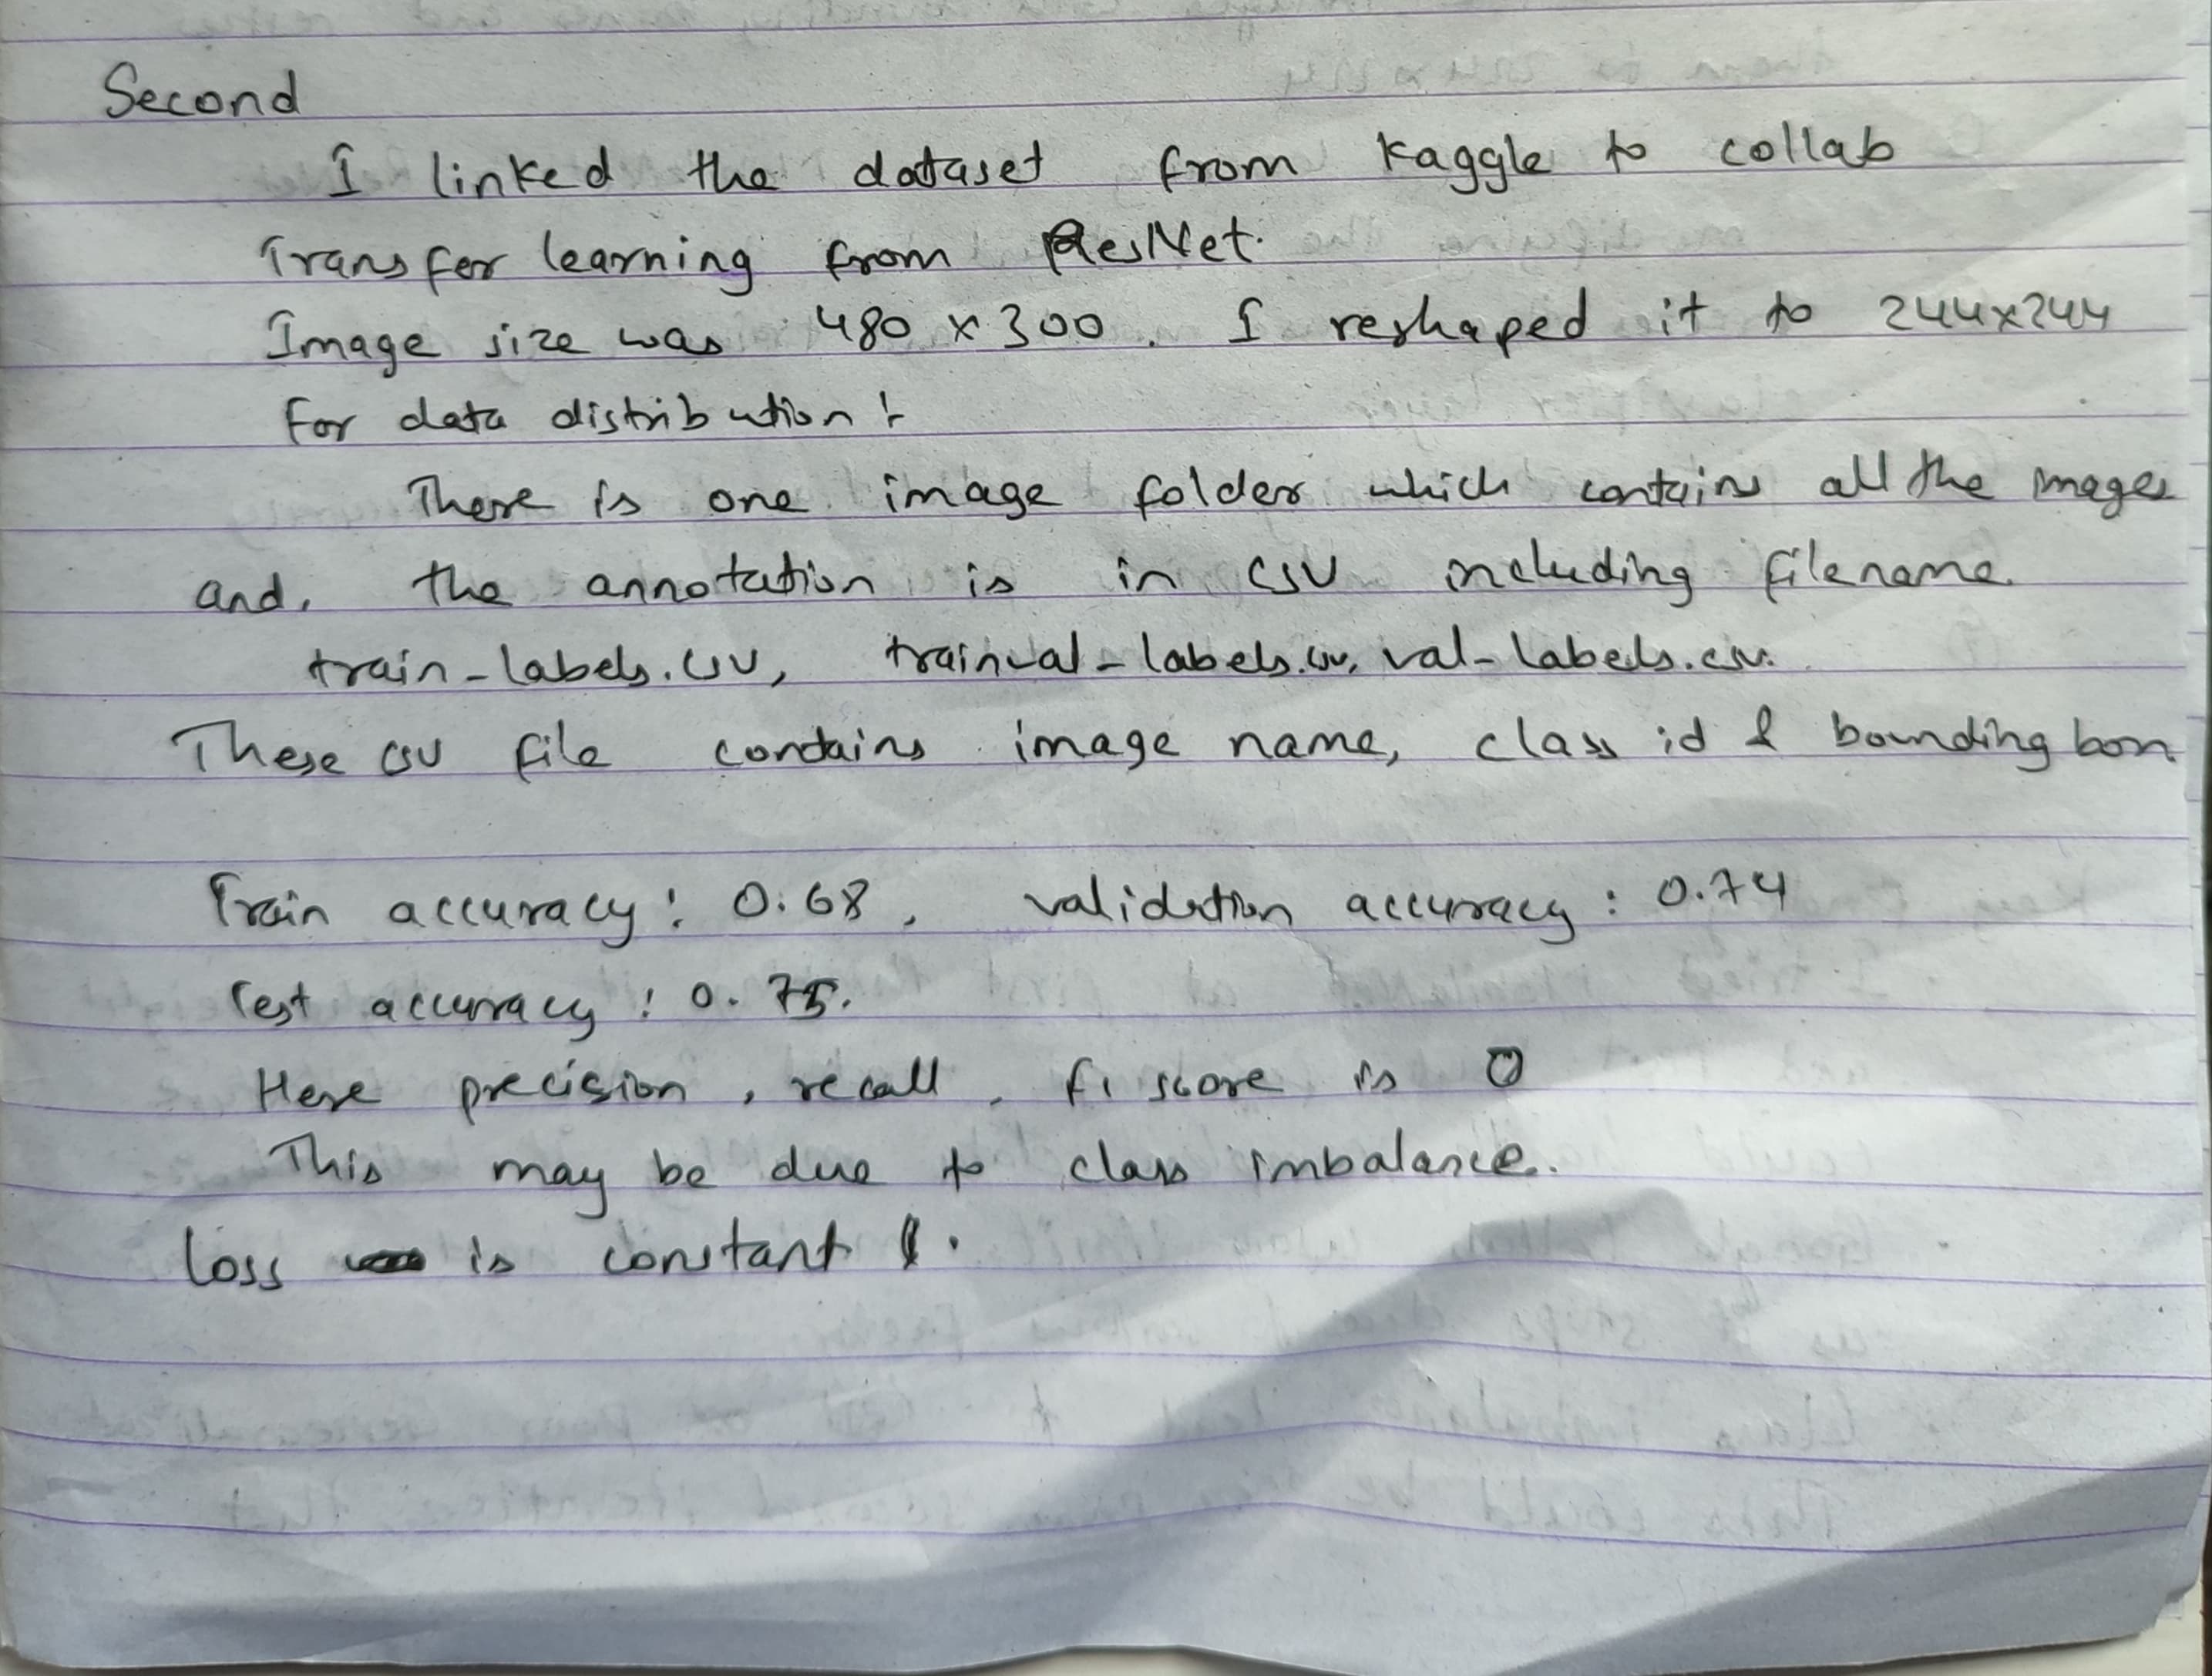 Second
I linked the dataset from kaggle to collab
Transfer learning from ResNet.
Image size was 480 x 300. I reshaped it to 244x244
for data distribution :
There is one image folder which contains all the images
and, the annotation is in CSV including filename.
train-labels.csv, trainval-labels.csv, val-labels.csv.
These csv file contains image name, class id & bounding box.
Train accuracy : 0.68, validation accuracy : 0.74
Test accuracy : 0.75.
Here precision, recall, f1 score is 0
This may be due to class imbalance.
Loss is constant.